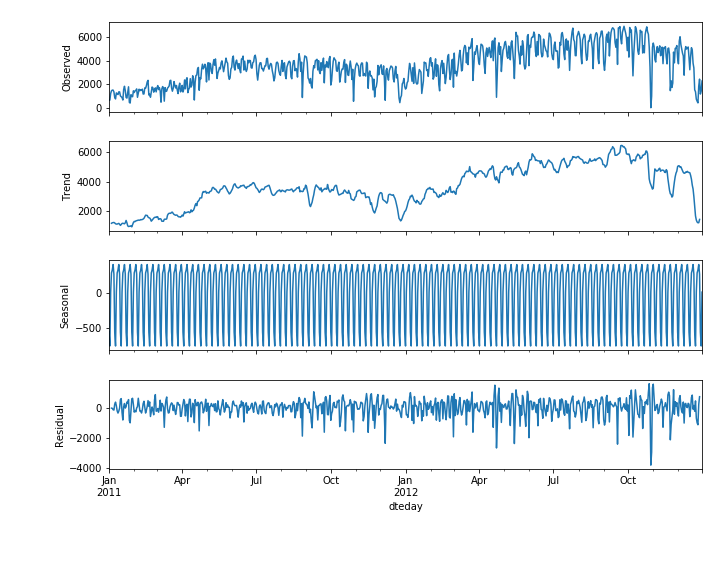 6000
4000
2000
0
Observed
6000
4000
2000
Trend
0
−500
Seasonal
0
−2000
−4000
Residual
Jan Apr Jul Oct Jan Apr Jul Oct
2011 2012
dteday